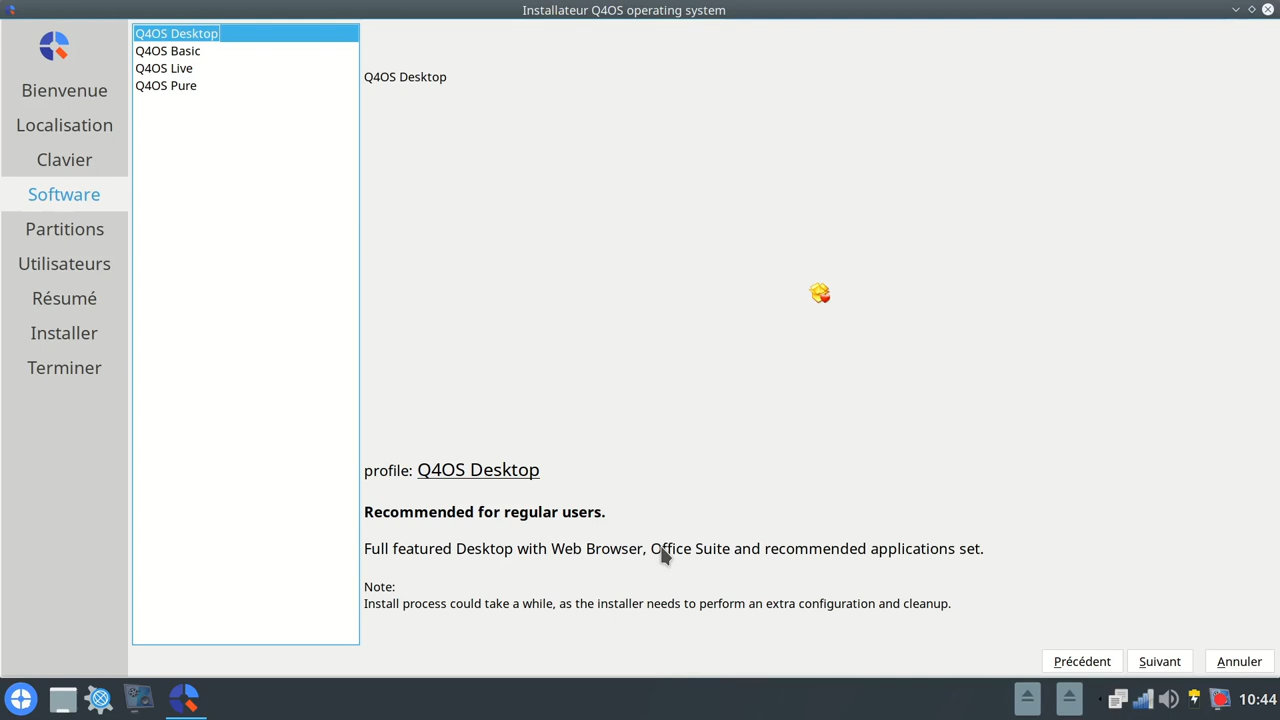 Installateur Q4OS operating system
Bienvenue
Localisation
Clavier
Software
Partitions
Utilisateurs
Résumé
Installer
Terminer
Q4OS Desktop
Q4OS Basic
Q4OS Live
Q4OS Pure
Q4OS Desktop
profile: Q4OS Desktop
Recommended for regular users.
Full featured Desktop with Web Browser, Office Suite and recommended applications set.
Note:
Install process could take a while, as the installer needs to perform an extra configuration and cleanup.
Précédent
Suivant
Annuler
10:44